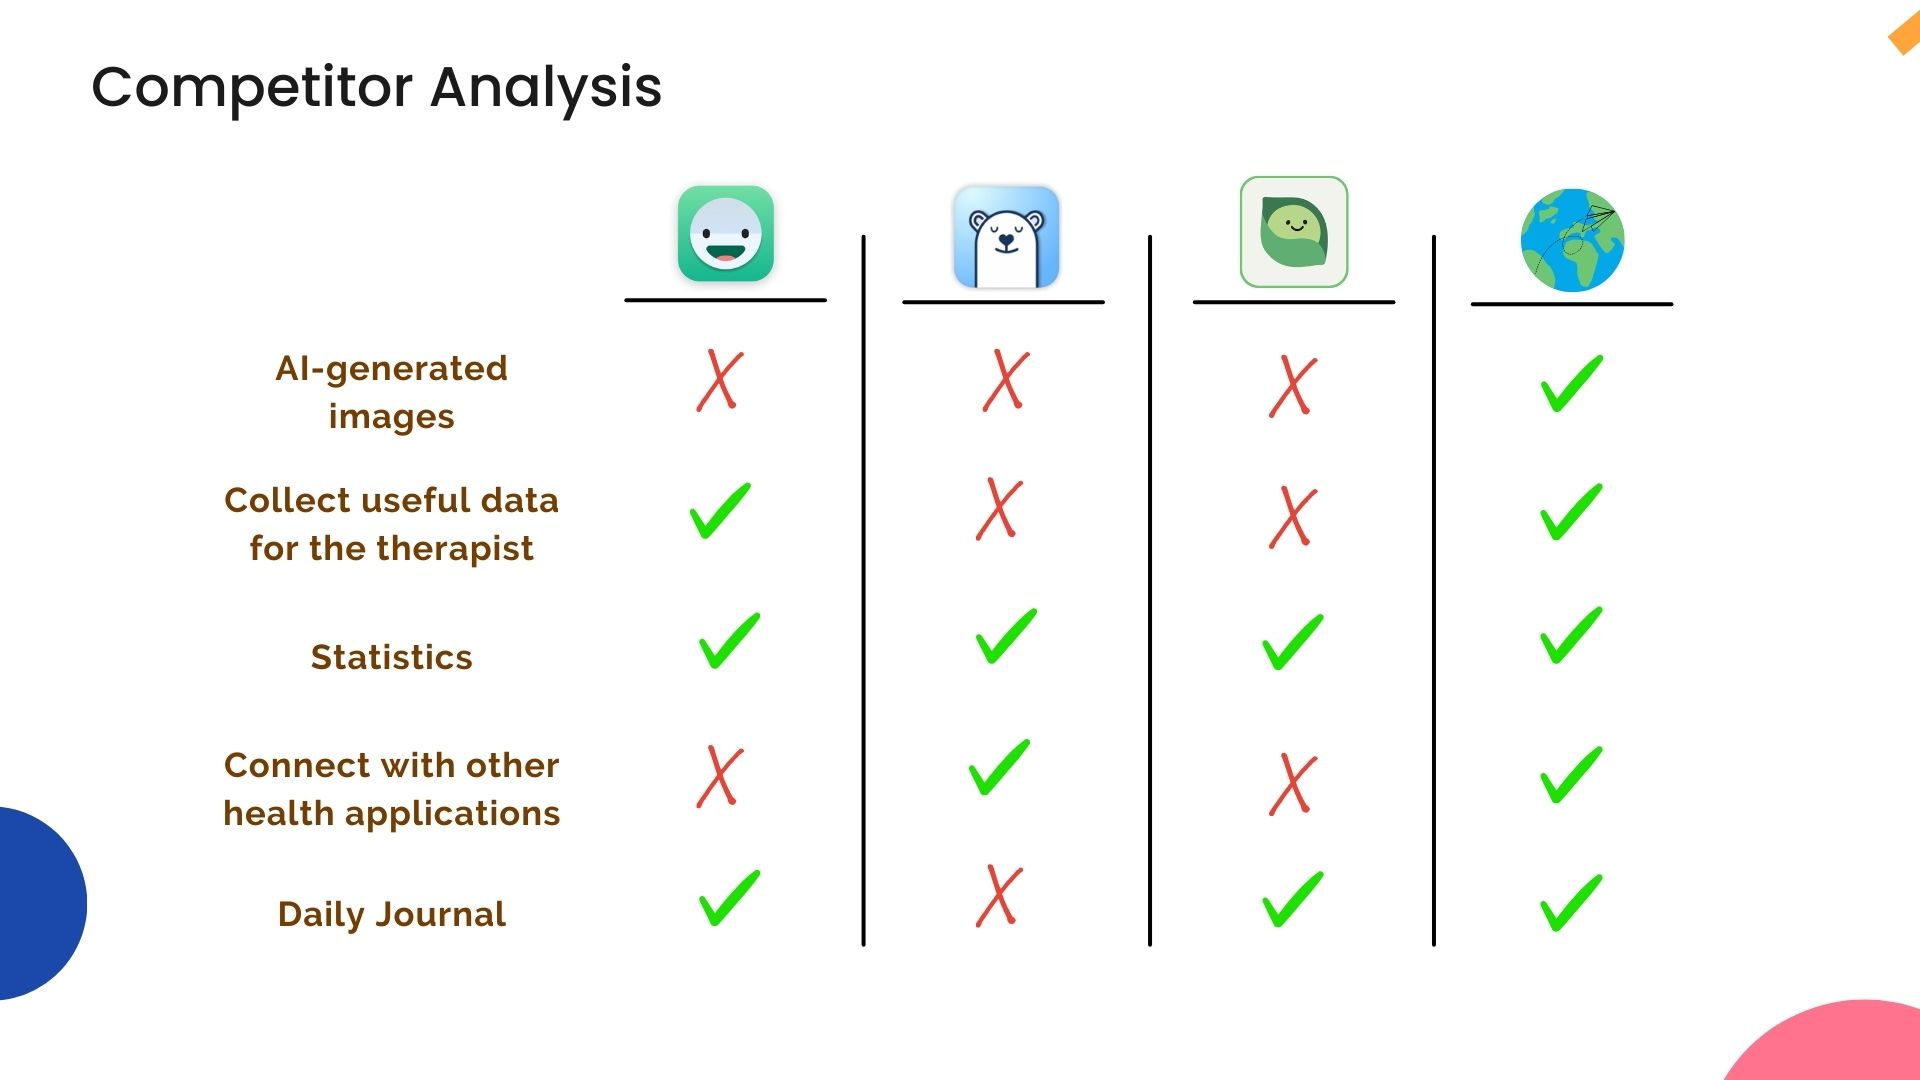 Competitor Analysis
AI-generated
images
Collect useful data
for the therapist
Statistics
Connect with other
health applications
Daily Journal